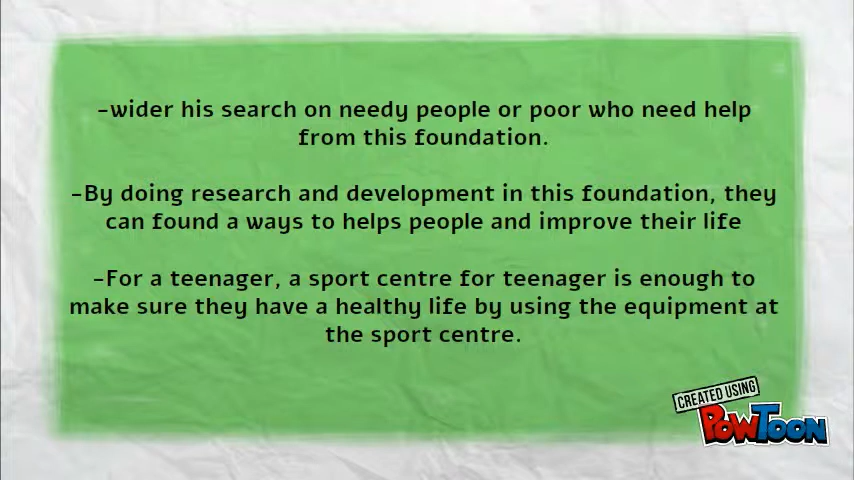 -wider his search on needy people or poor who need help
from this foundation.
-By doing research and development in this foundation, they
can found a ways to helps people and improve their life
-For a teenager, a sport centre for teenager is enough to
make sure they have a healthy life by using the equipment at
the sport centre.
CREATED USING
POWTOON